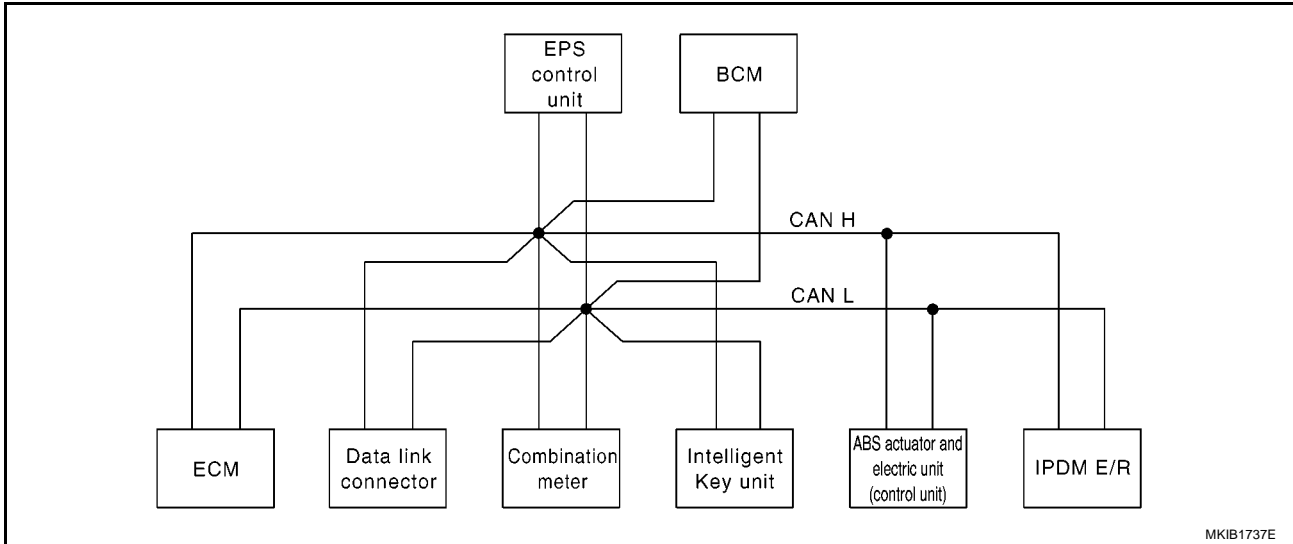 EPS
control
unit
BCM
CAN H
CAN L
ECM
Data link
connector
Combination
meter
Intelligent
Key unit
ABS actuator and
electric unit
(control unit)
IPDM E/R
MKIB1737E